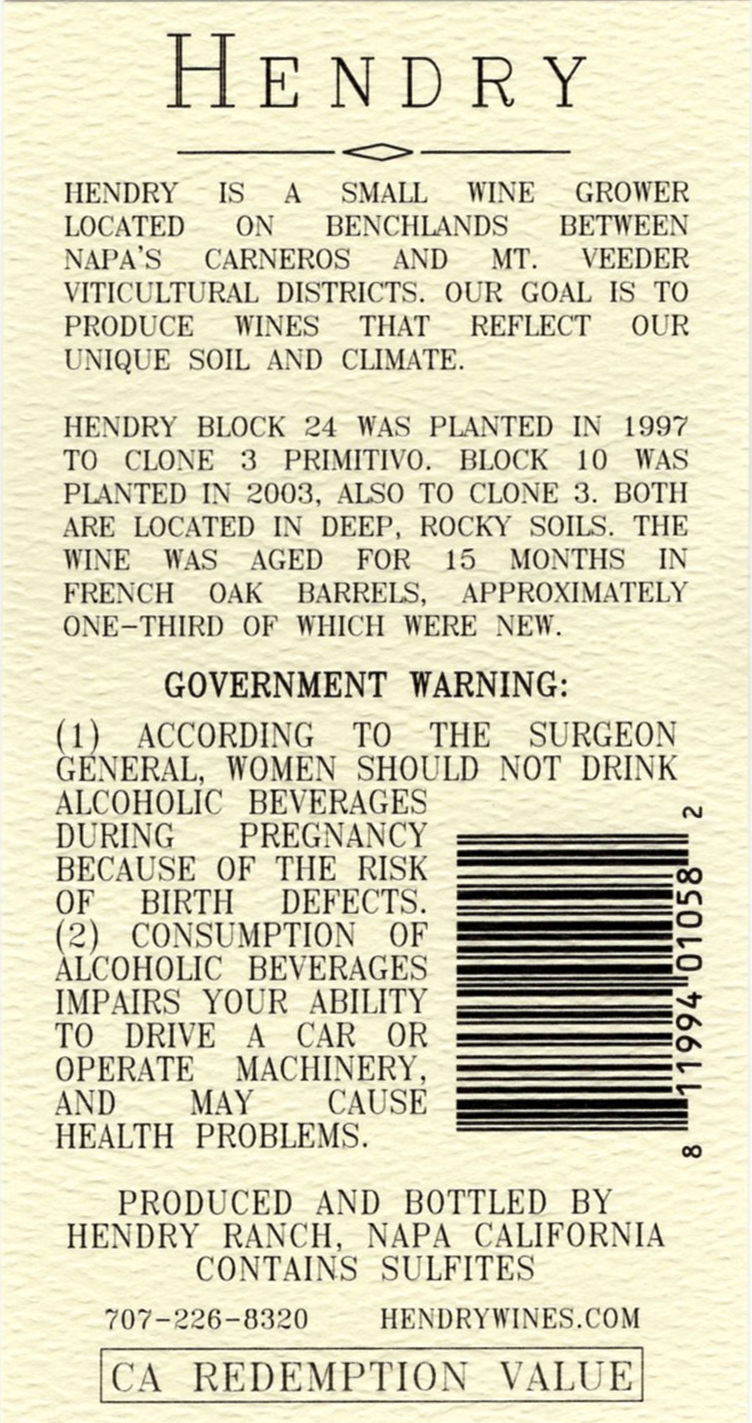 HENDRY
HENDRY IS A SMALL WINE GROWER
LOCATED ON BENCHLANDS BETWEEN
NAPA'S CARNEROS AND MT. VEEDER
VITICULTURAL DISTRICTS. OUR GOAL IS TO
PRODUCE WINES THAT REFLECT OUR
UNIQUE SOIL AND CLIMATE.
HENDRY BLOCK 24 WAS PLANTED IN 1997
TO CLONE 3 PRIMITIVO. BLOCK 10 WAS
PLANTED IN 2003, ALSO TO CLONE 3. BOTH
ARE LOCATED IN DEEP, ROCKY SOILS. THE
WINE WAS AGED FOR 15 MONTHS IN
FRENCH OAK BARRELS, APPROXIMATELY
ONE-THIRD OF WHICH WERE NEW.
GOVERNMENT WARNING:
(1) ACCORDING TO THE SURGEON
GENERAL, WOMEN SHOULD NOT DRINK
ALCOHOLIC BEVERAGES
DURING PREGNANCY
BECAUSE OF THE RISK
OF BIRTH DEFECTS.
(2) CONSUMPTION OF
ALCOHOLIC BEVERAGES
IMPAIRS YOUR ABILITY
TO DRIVE A CAR OR
OPERATE MACHINERY,
AND MAY CAUSE
HEALTH PROBLEMS.
8 11994 01058 2
PRODUCED AND BOTTLED BY
HENDRY RANCH, NAPA CALIFORNIA
CONTAINS SULFITES
707-226-8320 HENDRYWINES.COM
CA REDEMPTION VALUE